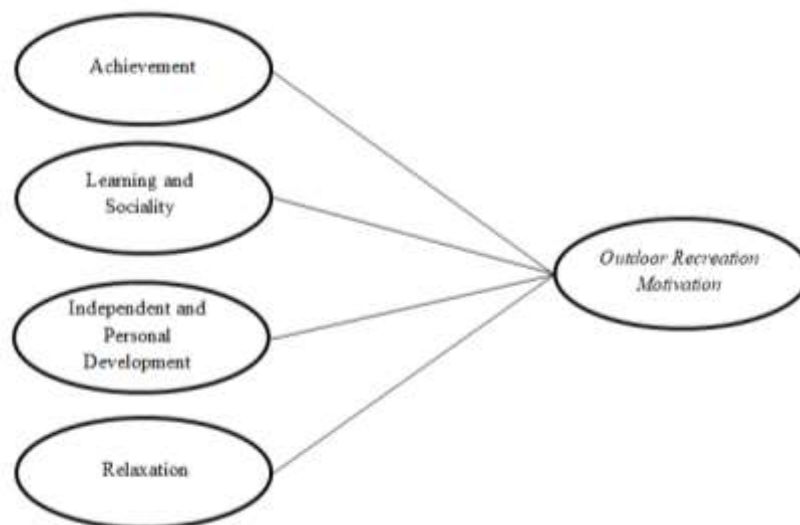 Achievement
Learning and
Sociality
Independent and
Personal
Development
Relaxation
Outdoor Recreation
Motivation